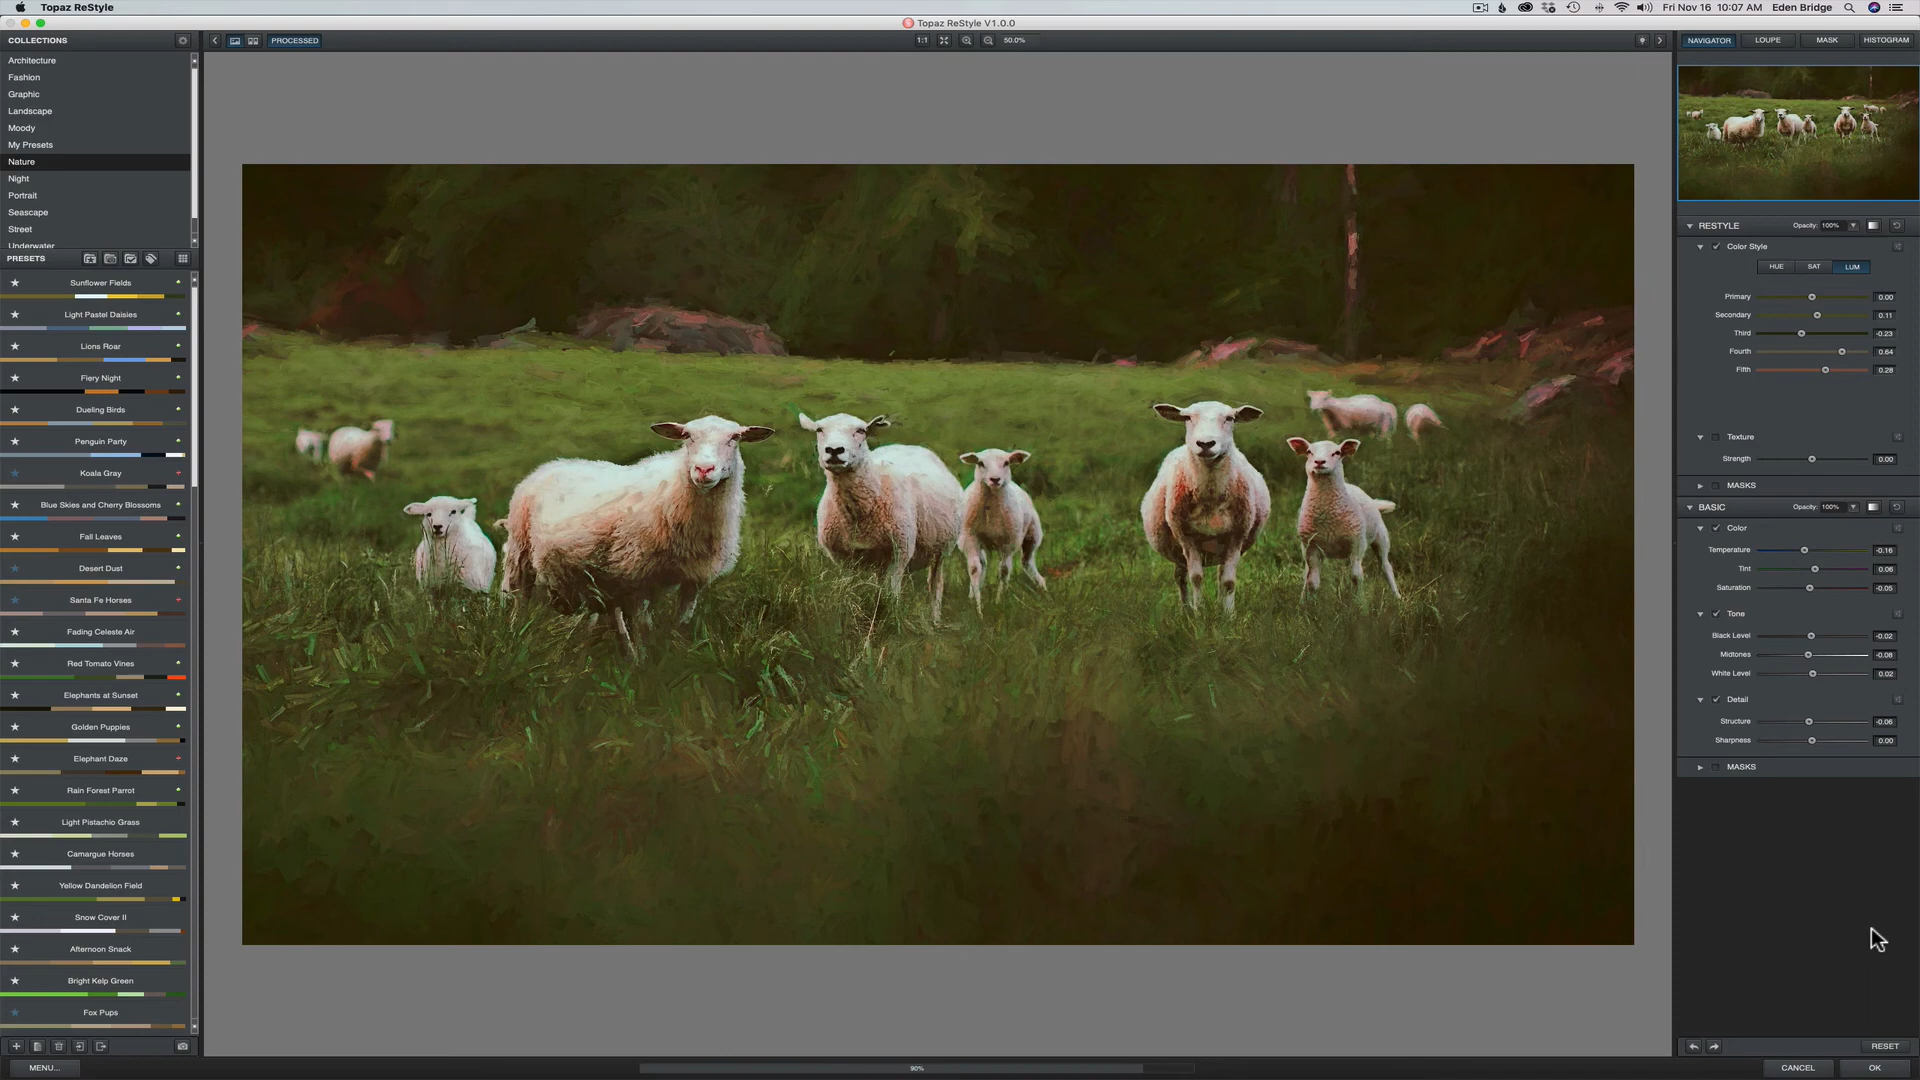 Topaz ReStyle
Fri Nov 16 10:07 AM Eden Bridge
Topaz ReStyle V1.0.0
COLLECTIONS
Architecture
Fashion
Graphic
Landscape
Moody
My Presets
Nature
Night
Portrait
Seascape
Street
Underwater
PRESETS
Sunflower Fields
Light Pastel Daisies
Lions Roar
Fiery Night
Dueling Birds
Penguin Party
Koala Gray
Blue Skies and Cherry Blossoms
Fall Leaves
Desert Dust
Santa Fe Horses
Fading Celeste Air
Red Tomato Vines
Elephants at Sunset
Golden Puppies
Elephant Daze
Rain Forest Parrot
Light Pistachio Grass
Camargue Horses
Yellow Dandelion Field
Snow Cover II
Afternoon Snack
Bright Kelp Green
Fox Pups
MENU...
PROCESSED
1:1
50.0%
90%
NAVIGATOR LOUPE MASK HISTOGRAM
RESTYLE Opacity: 100%
Color Style
HUE SAT LUM
Primary 0.00
Secondary 0.11
Third -0.23
Fourth 0.64
Fifth 0.28
Texture
Strength 0.00
MASKS
BASIC Opacity: 100%
Color
Temperature -0.16
Tint 0.06
Saturation -0.05
Tone
Black Level -0.02
Midtones -0.08
White Level 0.02
Detail
Structure -0.06
Sharpness 0.00
MASKS
RESET
CANCEL OK